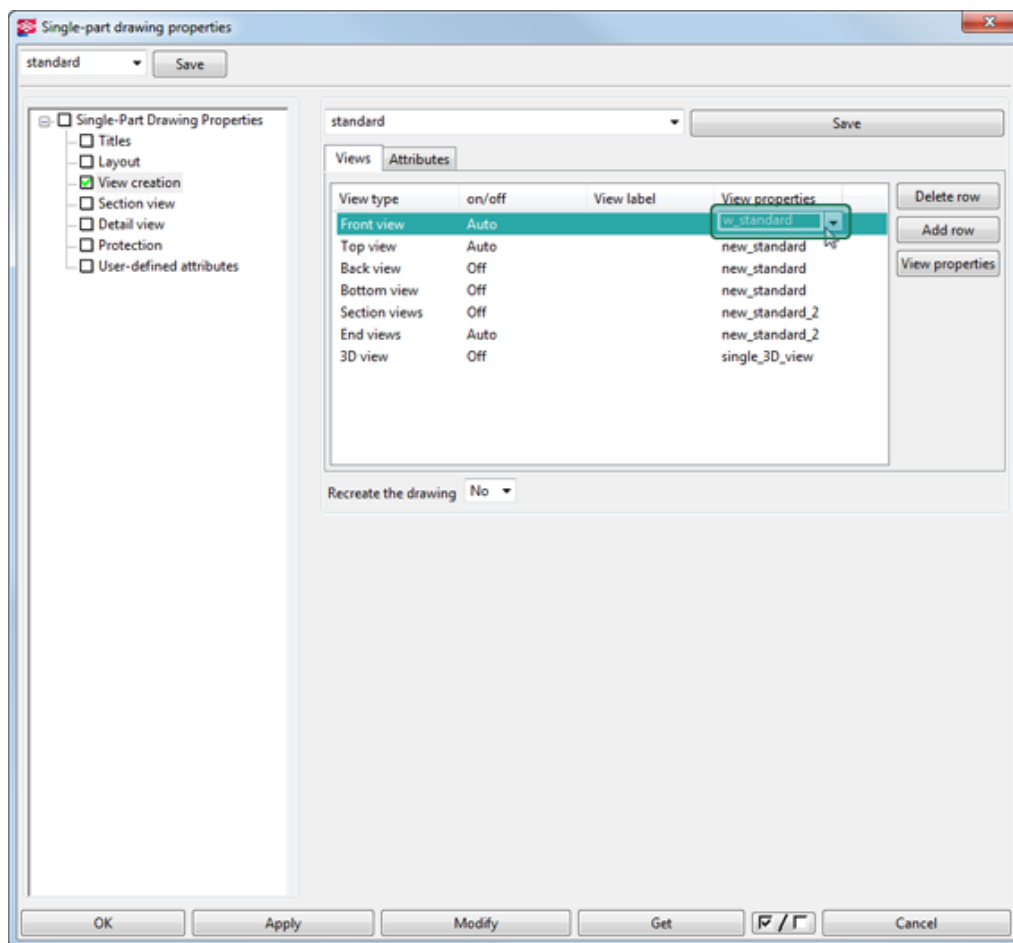 Single-part drawing properties
standard Save
Single-Part Drawing Properties
Titles
Layout
View creation
Section view
Detail view
Protection
User-defined attributes
standard Save
Views Attributes
View type on/off View label View properties
Front view Auto w_standard
Top view Auto new_standard
Back view Off new_standard
Bottom view Off new_standard
Section views Off new_standard_2
End views Auto new_standard_2
3D view Off single_3D_view
Delete row
Add row
View properties
Recreate the drawing No
OK Apply Modify Get / Cancel